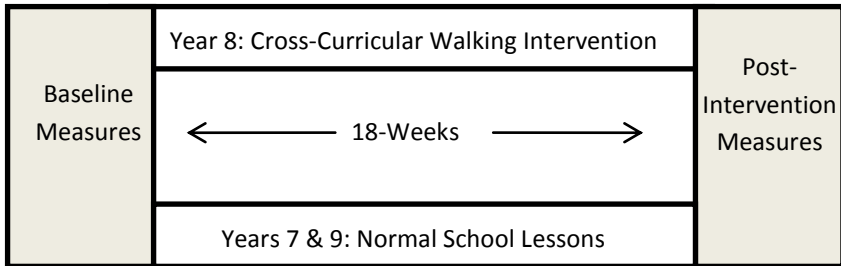 Baseline
Measures
Year 8: Cross-Curricular Walking Intervention
18-Weeks
Years 7 & 9: Normal School Lessons
Post-
Intervention
Measures